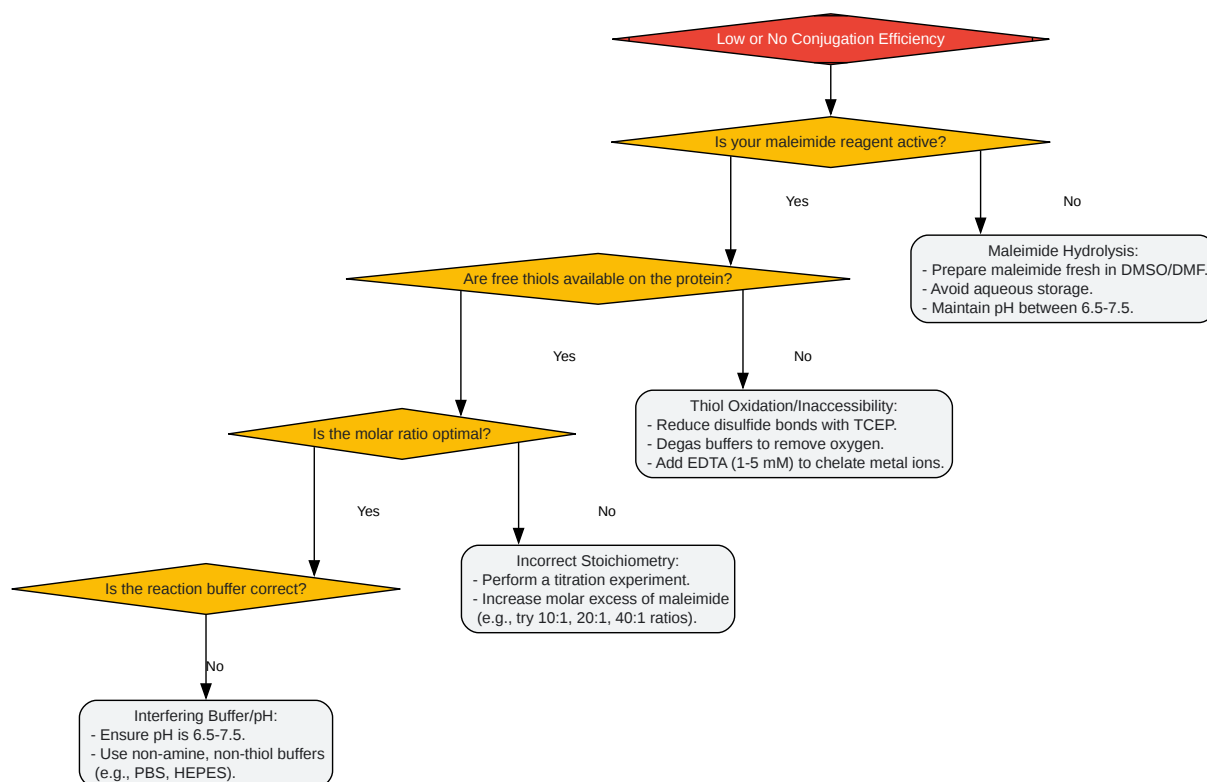 Low or No Conjugation Efficiency
Is your maleimide reagent active?
Yes
No
Maleimide Hydrolysis:
- Prepare maleimide fresh in DMSO/DMF.
- Avoid aqueous storage.
- Maintain pH between 6.5-7.5.
Are free thiols available on the protein?
Yes
No
Thiol Oxidation/Inaccessibility:
- Reduce disulfide bonds with TCEP.
- Degas buffers to remove oxygen.
- Add EDTA (1-5 mM) to chelate metal ions.
Is the molar ratio optimal?
Yes
No
Incorrect Stoichiometry:
- Perform a titration experiment.
- Increase molar excess of maleimide
(e.g., try 10:1, 20:1, 40:1 ratios).
Is the reaction buffer correct?
No
Interfering Buffer/pH:
- Ensure pH is 6.5-7.5.
- Use non-amine, non-thiol buffers
(e.g., PBS, HEPES).